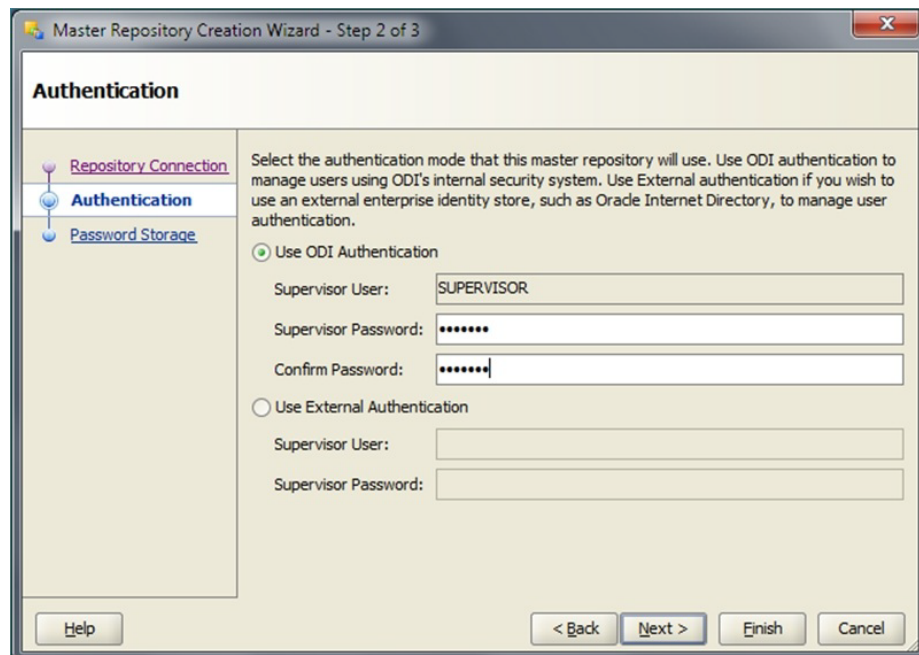 Master Repository Creation Wizard - Step 2 of 3
x
Authentication
Repository Connection
Authentication
Password Storage
Select the authentication mode that this master repository will use. Use ODI authentication to
manage users using ODI's internal security system. Use External authentication if you wish to
use an external enterprise identity store, such as Oracle Internet Directory, to manage user
authentication.
Use ODI Authentication
Supervisor User: SUPERVISOR
Supervisor Password: •••••••
Confirm Password: •••••••
Use External Authentication
Supervisor User:
Supervisor Password:
Help < Back Next > Finish Cancel